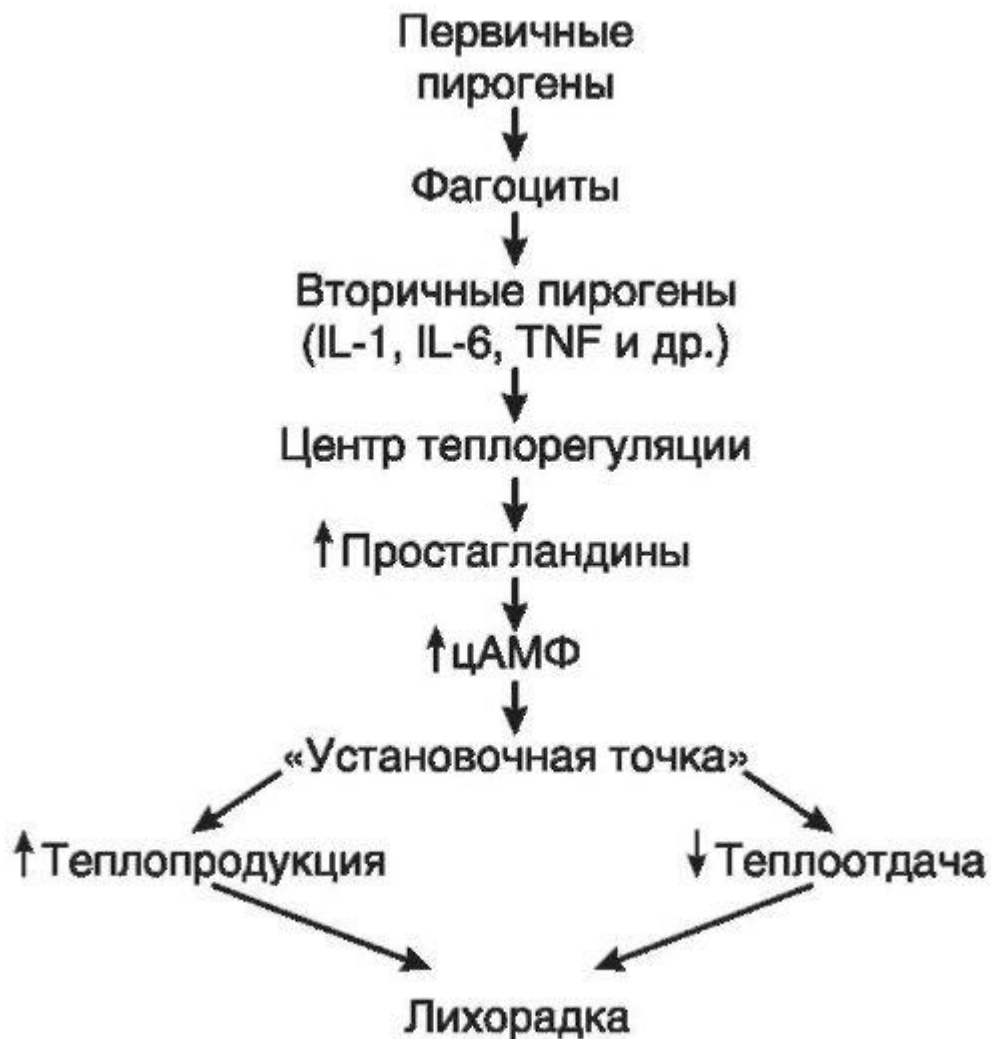 Первичные
пирогены
Фагоциты
Вторичные пирогены
(IL-1, IL-6, TNF и др.)
Центр теплорегуляции
↑Простагландины
↑цАМФ
«Установочная точка»
↑Теплопродукция ↓Теплоотдача
Лихорадка